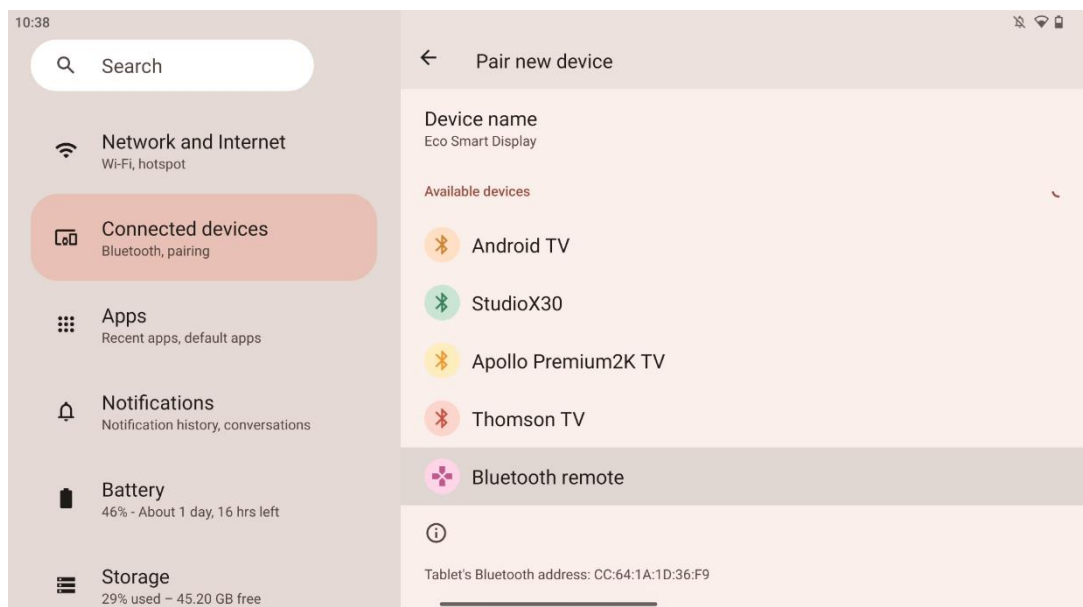 10:38
Search
Network and Internet
Wi-Fi, hotspot
Connected devices
Bluetooth, pairing
Apps
Recent apps, default apps
Notifications
Notification history, conversations
Battery
46% - About 1 day, 16 hrs left
Storage
29% used – 45.20 GB free
Pair new device
Device name
Eco Smart Display
Available devices
Android TV
StudioX30
Apollo Premium2K TV
Thomson TV
Bluetooth remote
Tablet's Bluetooth address: CC:64:1A:1D:36:F9